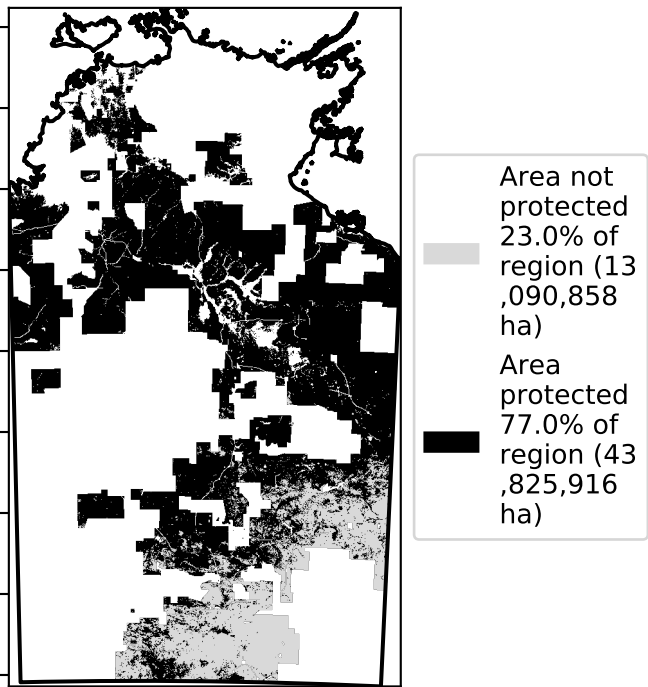 Area not
protected
23.0% of
region (13
,090,858
ha)
Area
protected
77.0% of
region (43
,825,916
ha)